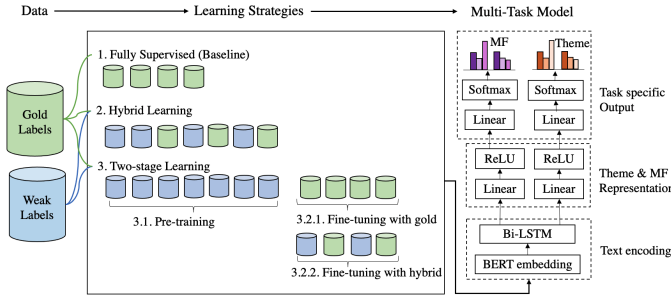 Data
Learning Strategies
Multi-Task Model
1. Fully Supervised (Baseline)
Gold
Labels
2. Hybrid Learning
3. Two-stage Learning
Weak
Labels
3.1. Pre-training
3.2.1. Fine-tuning with gold
3.2.2. Fine-tuning with hybrid
MF
Theme
Softmax
Softmax
Linear
Linear
Task specific
Output
ReLU
ReLU
Linear
Linear
Theme & MF
Representation
Bi-LSTM
BERT embedding
Text encoding